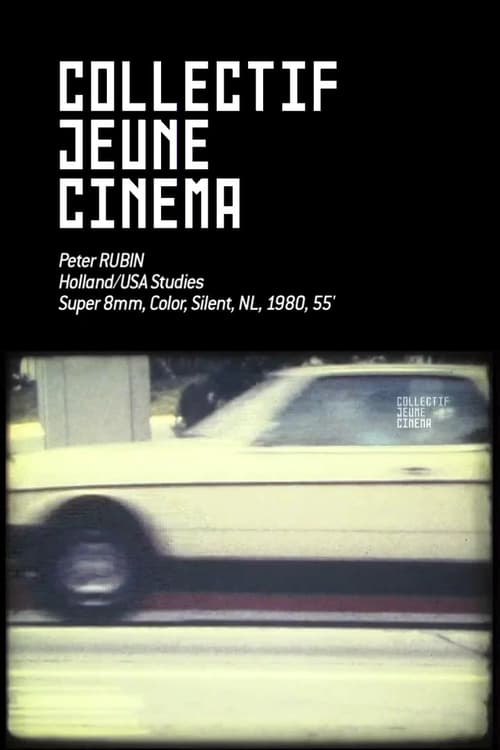 COLLECTIF
JEUNE
CINEMA
Peter RUBIN
Holland/USA Studies
Super 8mm, Color, Silent, NL, 1980, 55'
COLLECTIF
JEUNE
CINEMA